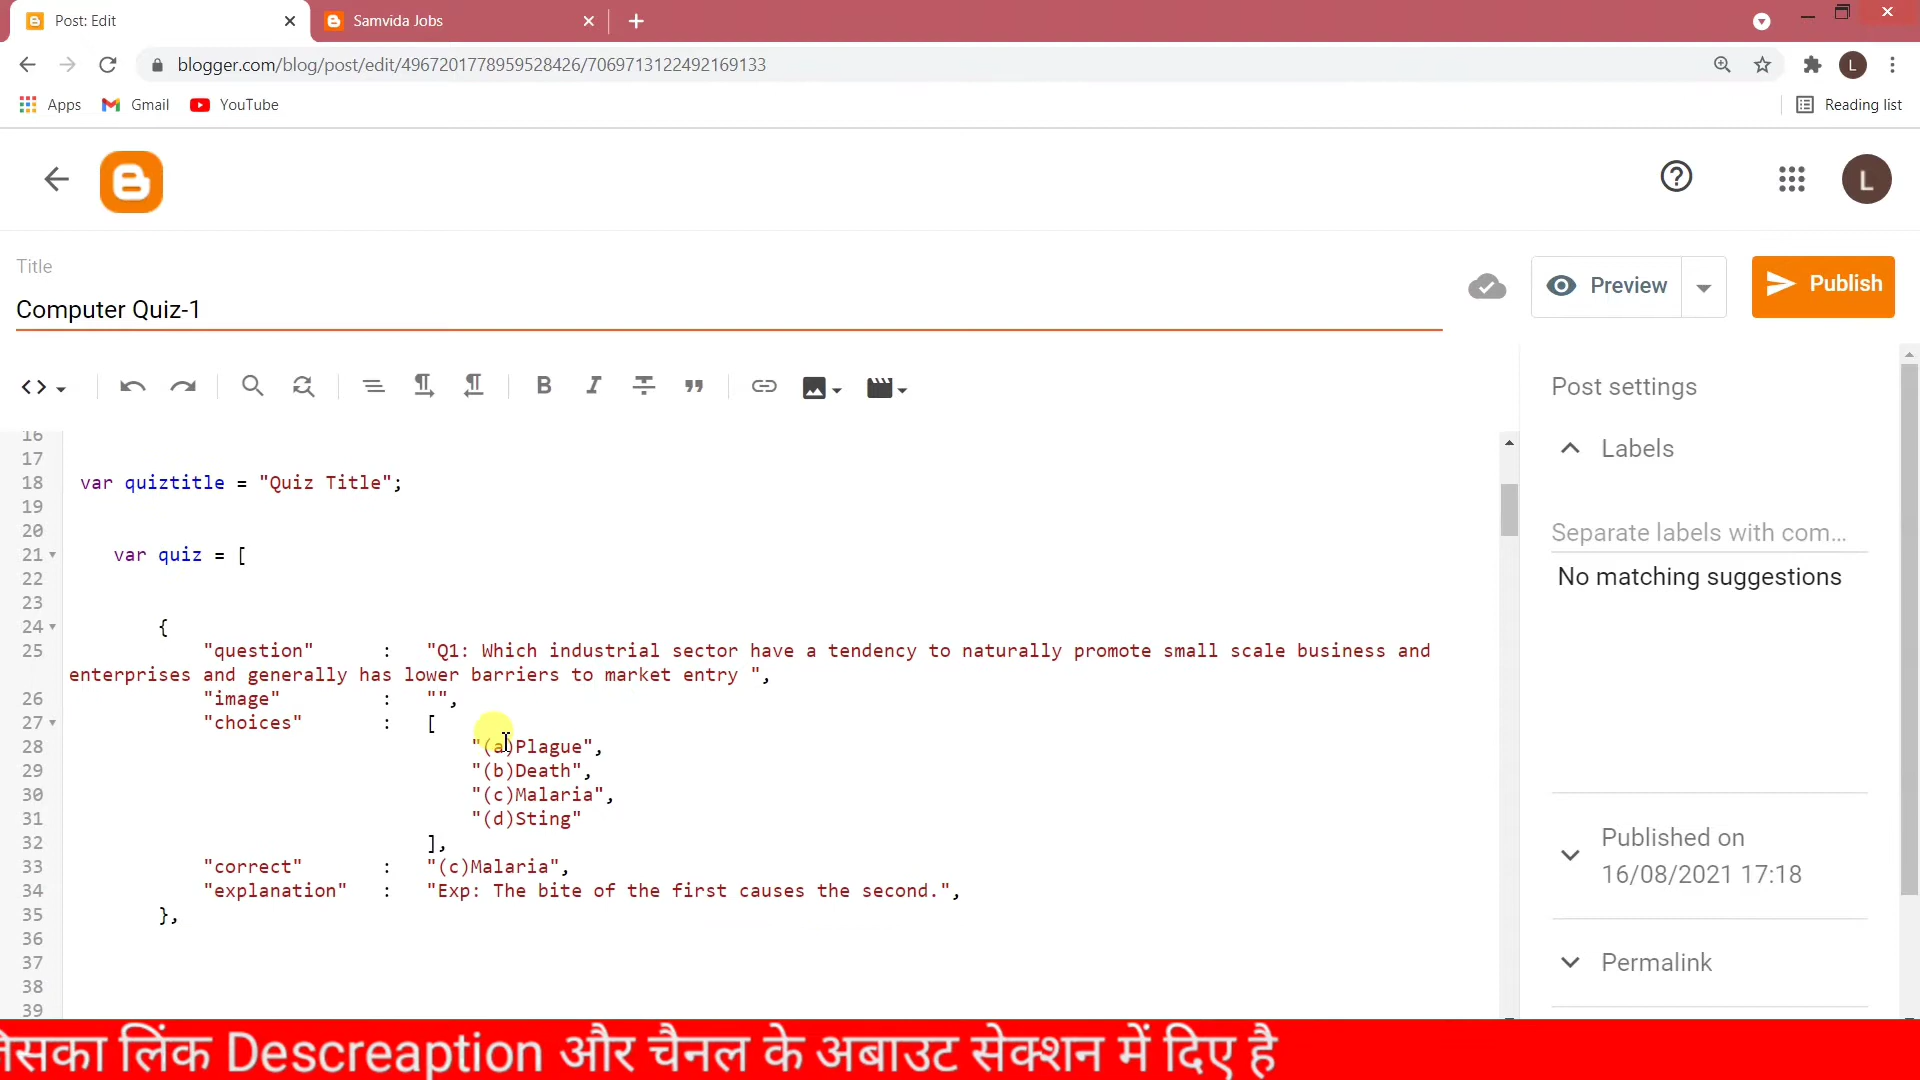 Post: Edit
Samvida Jobs
blogger.com/blog/post/edit/4967201778959528426/7069713122492169133
L
Apps
Gmail
YouTube
Reading list
L
Title
Computer Quiz-1
Preview
Publish
Post settings
Labels
Separate labels with com...
No matching suggestions
Published on
16/08/2021 17:18
Permalink
16
17
18 var quiztitle = "Quiz Title";
19
20
21 var quiz = [
22
23
24 {
25 "question" : "Q1: Which industrial sector have a tendency to naturally promote small scale business and
enterprises and generally has lower barriers to market entry ",
26 "image" : "",
27 "choices" : [
28 "(a)Plague",
29 "(b)Death",
30 "(c)Malaria",
31 "(d)Sting"
32 ],
33 "correct" : "(c)Malaria",
34 "explanation" : "Exp: The bite of the first causes the second.",
35 },
36
37
38
39
जिसका लिंक Descreaption और चैनल के अबाउट सेक्शन में दिए है